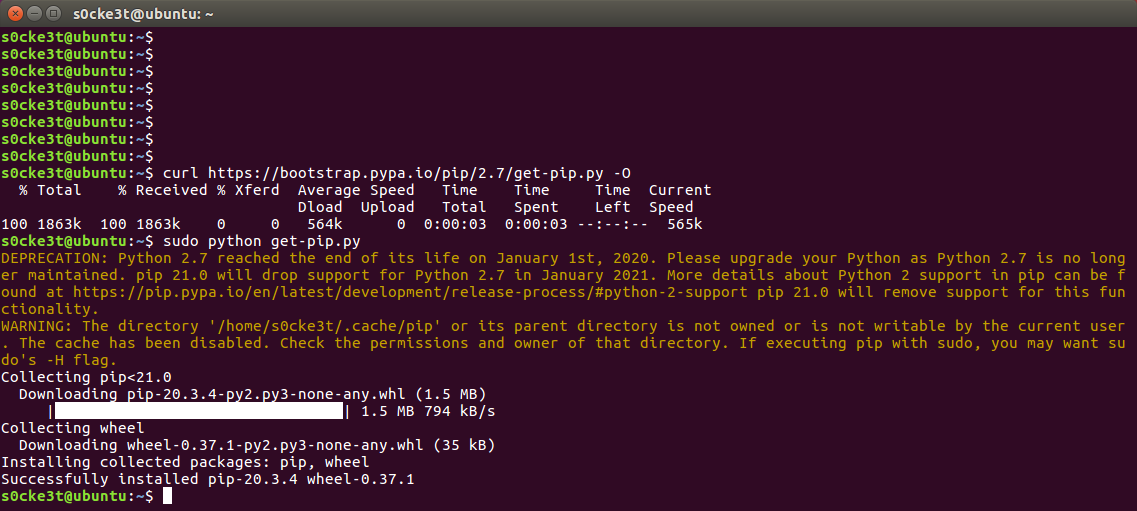 s0cke3t@ubuntu: ~
s0cke3t@ubuntu:~$
s0cke3t@ubuntu:~$
s0cke3t@ubuntu:~$
s0cke3t@ubuntu:~$
s0cke3t@ubuntu:~$
s0cke3t@ubuntu:~$
s0cke3t@ubuntu:~$
s0cke3t@ubuntu:~$
s0cke3t@ubuntu:~$ curl https://bootstrap.pypa.io/pip/2.7/get-pip.py -O
  % Total    % Received % Xferd  Average Speed   Time    Time     Time  Current
                                 Dload  Upload   Total   Spent    Left  Speed
100 1863k  100 1863k    0     0   564k      0  0:00:03  0:00:03 --:--:--  565k
s0cke3t@ubuntu:~$ sudo python get-pip.py
DEPRECATION: Python 2.7 reached the end of its life on January 1st, 2020. Please upgrade your Python as Python 2.7 is no long
er maintained. pip 21.0 will drop support for Python 2.7 in January 2021. More details about Python 2 support in pip can be f
ound at https://pip.pypa.io/en/latest/development/release-process/#python-2-support pip 21.0 will remove support for this fun
ctionality.
WARNING: The directory '/home/s0cke3t/.cache/pip' or its parent directory is not owned or is not writable by the current user
. The cache has been disabled. Check the permissions and owner of that directory. If executing pip with sudo, you may want su
do's -H flag.
Collecting pip<21.0
  Downloading pip-20.3.4-py2.py3-none-any.whl (1.5 MB)
     |████████████████████████████████| 1.5 MB 794 kB/s
Collecting wheel
  Downloading wheel-0.37.1-py2.py3-none-any.whl (35 kB)
Installing collected packages: pip, wheel
Successfully installed pip-20.3.4 wheel-0.37.1
s0cke3t@ubuntu:~$